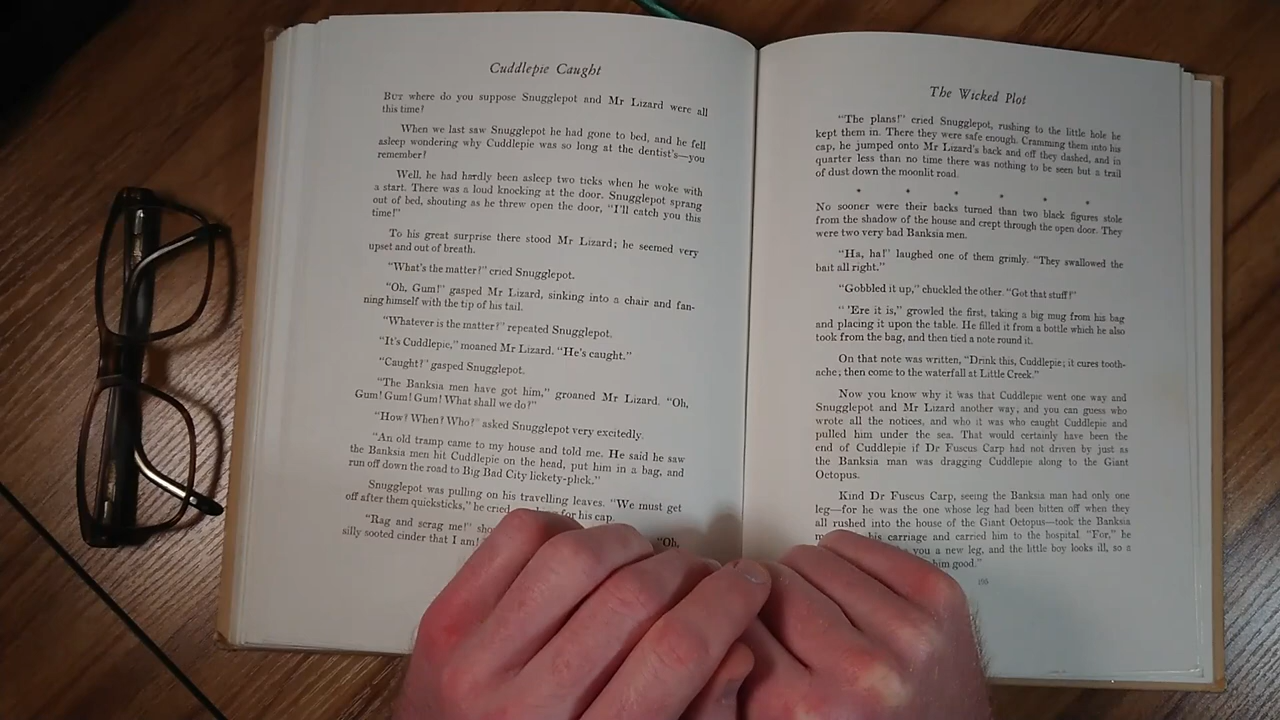 Cuddlepie Caught
BUT where do you suppose Snugglepot and Mr Lizard were all
this time?
When we last saw Snugglepot he had gone to bed, and he fell
asleep wondering why Cuddlepie was so long at the dentist's—you
remember?
Well, he had hardly been asleep two ticks when he woke with
a start. There was a loud knocking at the door. Snugglepot sprang
out of bed, shouting as he threw open the door, "I'll catch you this
time!"
To his great surprise there stood Mr Lizard; he seemed very
upset and out of breath.
"What's the matter?" cried Snugglepot.
"Oh, Gum!" gasped Mr Lizard, sinking into a chair and fan-
ning himself with the tip of his tail.
"Whatever is the matter?" repeated Snugglepot.
"It's Cuddlepie," moaned Mr Lizard. "He's caught."
"Caught?" gasped Snugglepot.
"The Banksia men have got him," groaned Mr Lizard. "Oh,
Gum! Gum! Gum! What shall we do?"
"How? When? Who?" asked Snugglepot very excitedly.
"An old tramp came to my house and told me. He said he saw
the Banksia men hit Cuddlepie on the head, put him in a bag, and
run off down the road to Big Bad City lickety-plick."
Snugglepot was pulling on his travelling leaves. "We must get
off after them quicksticks," he cried for his cap.
"Rag and scrag me!" "Oh,
silly sooted cinder that I am!
The Wicked Plot
"The plans!" cried Snugglepot, rushing to the little hole he
kept them in. There they were safe enough. Cramming them into his
cap, he jumped onto Mr Lizard's back and off they dashed, and in
quarter less than no time there was nothing to be seen but a trail
of dust down the moonlit road.
* * * * * *
No sooner were their backs turned than two black figures stole
from the shadow of the house and crept through the open door. They
were two very bad Banksia men.
"Ha, ha!" laughed one of them grimly. "They swallowed the
bait all right."
"Gobbled it up," chuckled the other. "Got that stuff?"
" 'Ere it is," growled the first, taking a big mug from his bag
and placing it upon the table. He filled it from a bottle which he also
took from the bag, and then tied a note round it.
On that note was written, "Drink this, Cuddlepie; it cures tooth-
ache; then come to the waterfall at Little Creek."
Now you know why it was that Cuddlepie went one way and
Snugglepot and Mr Lizard another way, and you can guess who
wrote all the notices, and who it was who caught Cuddlepie and
pulled him under the sea. That would certainly have been the
end of Cuddlepie if Dr Fuscus Carp had not driven by just as
the Banksia man was dragging Cuddlepie along to the Giant
Octopus.
Kind Dr Fuscus Carp, seeing the Banksia man had only one
leg—for he was the one whose leg had been bitten off when they
all rushed into the house of the Giant Octopus—took the Banksia
his carriage and carried him to the hospital. "For," he
you a new leg, and the little boy looks ill, so a
him good."